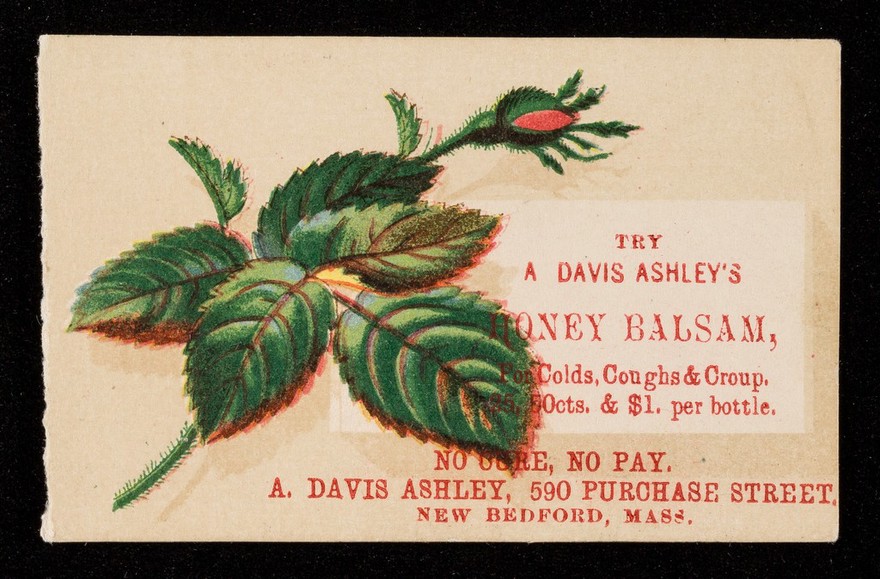 TRY
A DAVIS ASHLEY'S
HONEY BALSAM,
For Colds, Coughs & Croup.
50cts. & $1. per bottle.
NO CURE, NO PAY.
A. DAVIS ASHLEY, 590 PURCHASE STREET.
NEW BEDFORD, MASS.